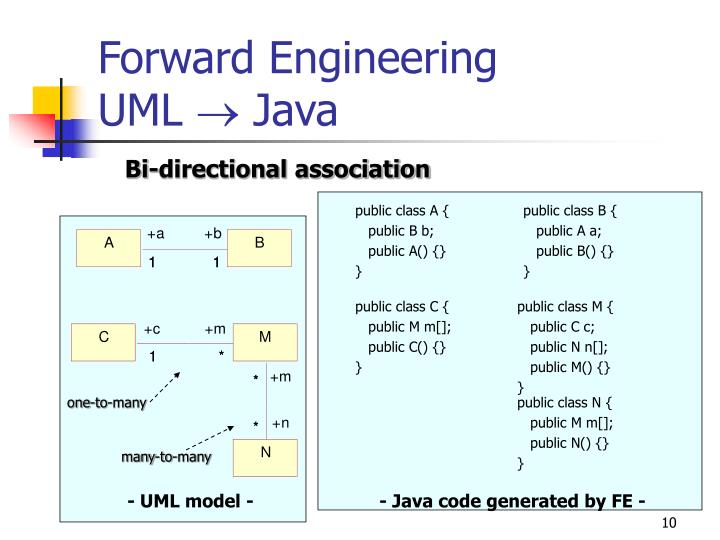 Forward Engineering
UML → Java
Bi-directional association
A
+a
+b
B
1
1
C
+c
+m
M
1
*
*
+m
one-to-many
*
+n
many-to-many
N
- UML model -
public class A {
public B b;
public A() {}
}
public class B {
public A a;
public B() {}
}
public class C {
public M m[];
public C() {}
}
public class M {
public C c;
public N n[];
public M() {}
}
public class N {
public M m[];
public N() {}
}
- Java code generated by FE -
10